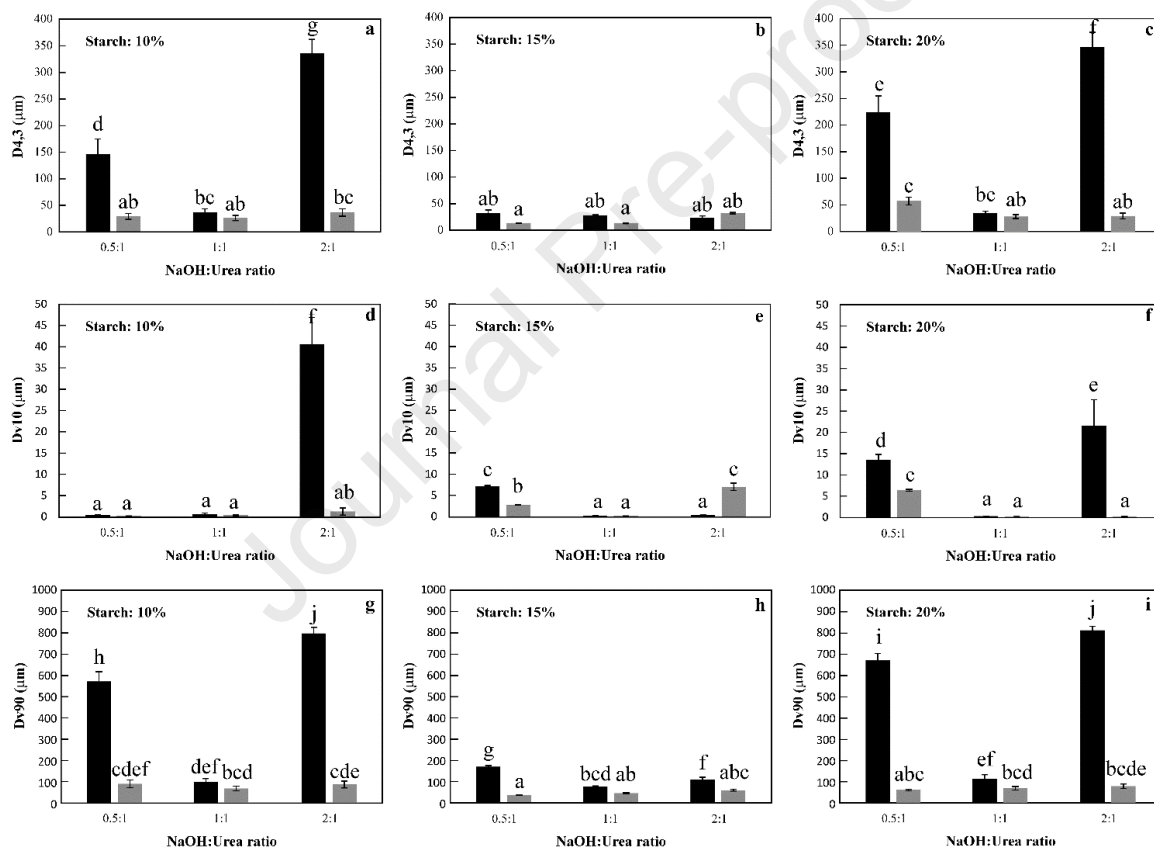 Journal Pre-proo
400
350
300
250
200
150
100
50
0
D4,3 (μm)
Starch: 10%
a
d
ab
bc
ab
g
bc
0.5:1
1:1
2:1
NaOH:Urea ratio
400
350
300
250
200
150
100
50
0
D4,3 (μm)
Starch: 15%
b
ab
a
ab
a
ab
ab
0.5:1
1:1
2:1
NaOH:Urea ratio
400
350
300
250
200
150
100
50
0
D4,3 (μm)
Starch: 20%
c
e
c
bc
ab
f
ab
0.5:1
1:1
2:1
NaOH:Urea ratio
50
45
40
35
30
25
20
15
10
5
0
Dv10 (μm)
Starch: 10%
d
a
a
a
a
f
ab
0.5:1
1:1
2:1
NaOH:Urea ratio
50
45
40
35
30
25
20
15
10
5
0
Dv10 (μm)
Starch: 15%
e
c
b
a
a
a
c
0.5:1
1:1
2:1
NaOH:Urea ratio
50
45
40
35
30
25
20
15
10
5
0
Dv10 (μm)
Starch: 20%
f
d
c
a
a
e
a
0.5:1
1:1
2:1
NaOH:Urea ratio
1000
900
800
700
600
500
400
300
200
100
0
Dv90 (μm)
Starch: 10%
g
h
cdef
def
bcd
j
cde
0.5:1
1:1
2:1
NaOH:Urea ratio
1000
900
800
700
600
500
400
300
200
100
0
Dv90 (μm)
Starch: 15%
h
g
a
bcd
ab
f
abc
0.5:1
1:1
2:1
NaOH:Urea ratio
1000
900
800
700
600
500
400
300
200
100
0
Dv90 (μm)
Starch: 20%
i
i
abc
ef
bcd
j
bcde
0.5:1
1:1
2:1
NaOH:Urea ratio